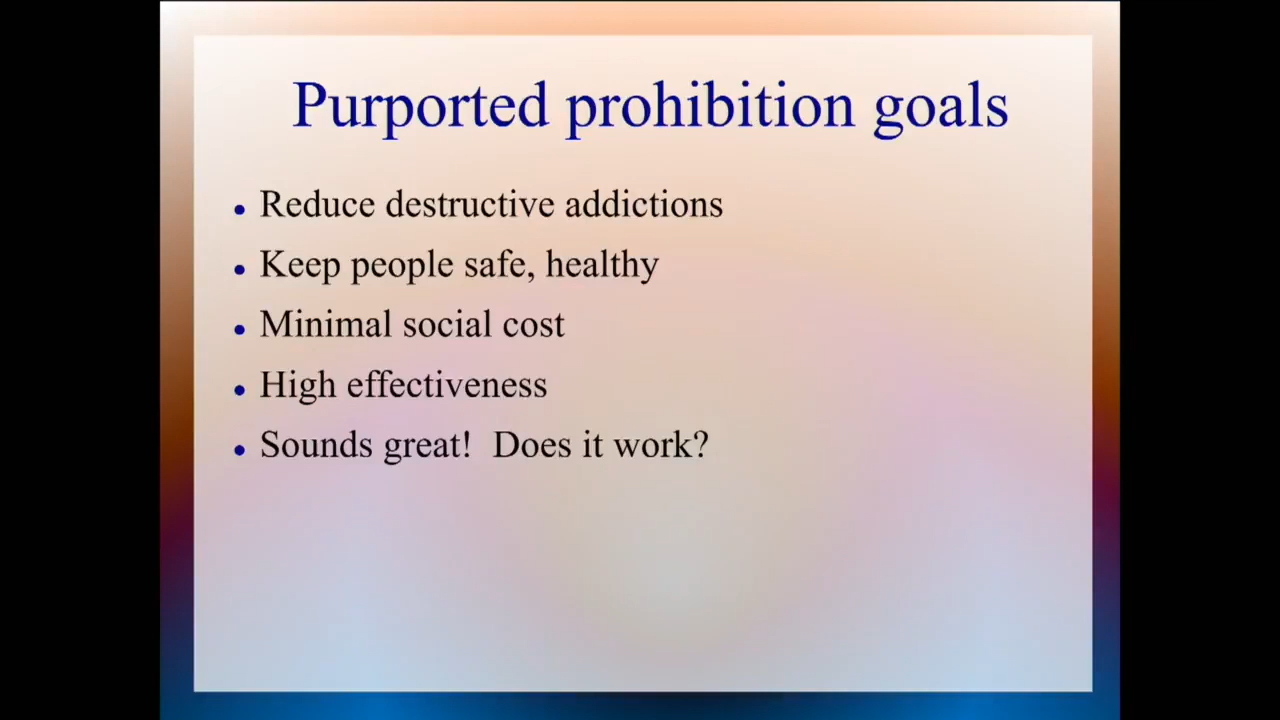 Purported prohibition goals
• Reduce destructive addictions
• Keep people safe, healthy
• Minimal social cost
• High effectiveness
• Sounds great!  Does it work?